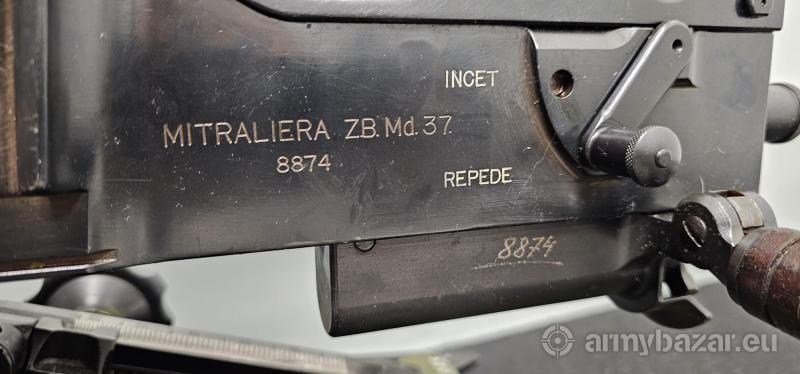 INCET
MITRALIERA ZB. Md. 37.
8874
REPEDE
8874
armybazar.eu